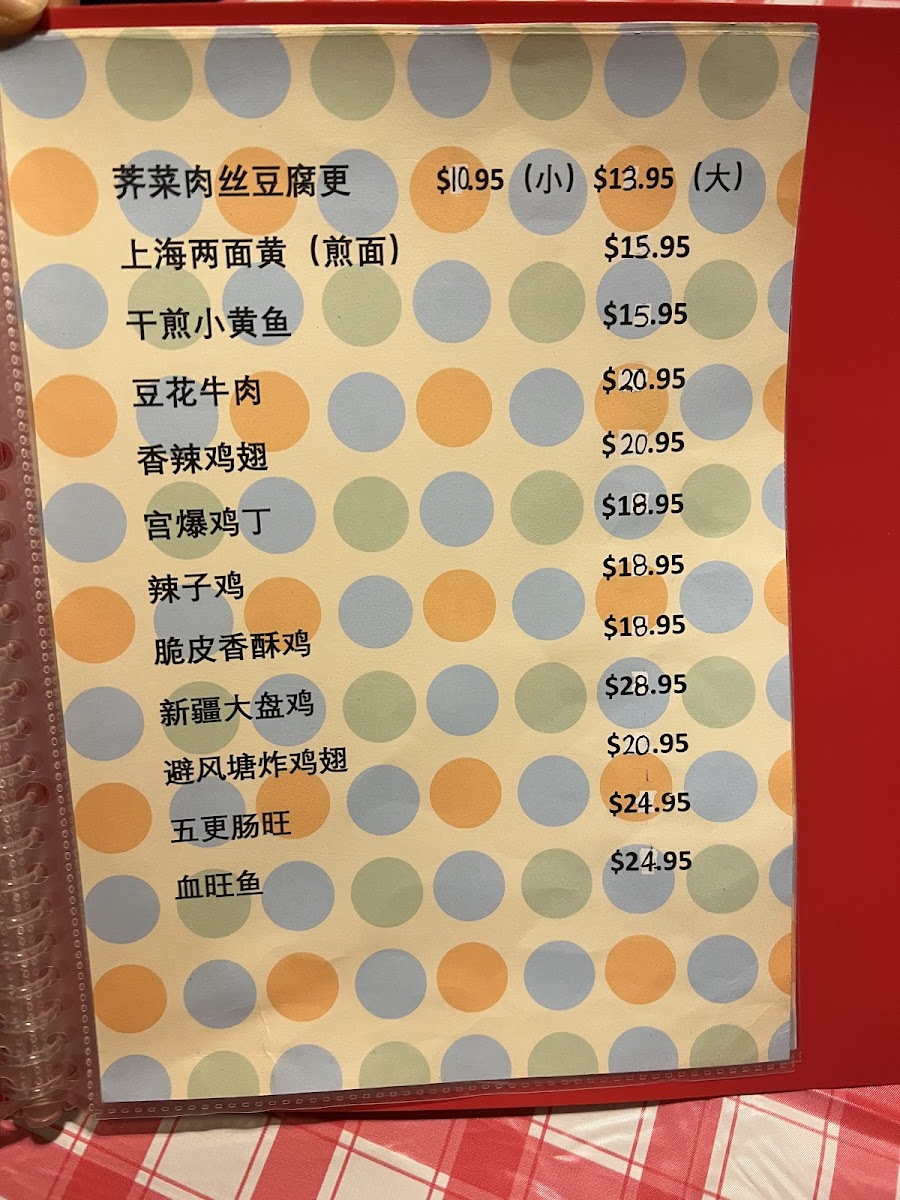 荠菜肉丝豆腐更 $10.95（小）$13.95（大）
上海两面黄（煎面） $15.95
干煎小黄鱼 $15.95
豆花牛肉 $20.95
香辣鸡翅 $20.95
宫爆鸡丁 $18.95
辣子鸡 $18.95
脆皮香酥鸡 $18.95
新疆大盘鸡 $28.95
避风塘炸鸡翅 $20.95
五更肠旺 $24.95
血旺鱼 $24.95